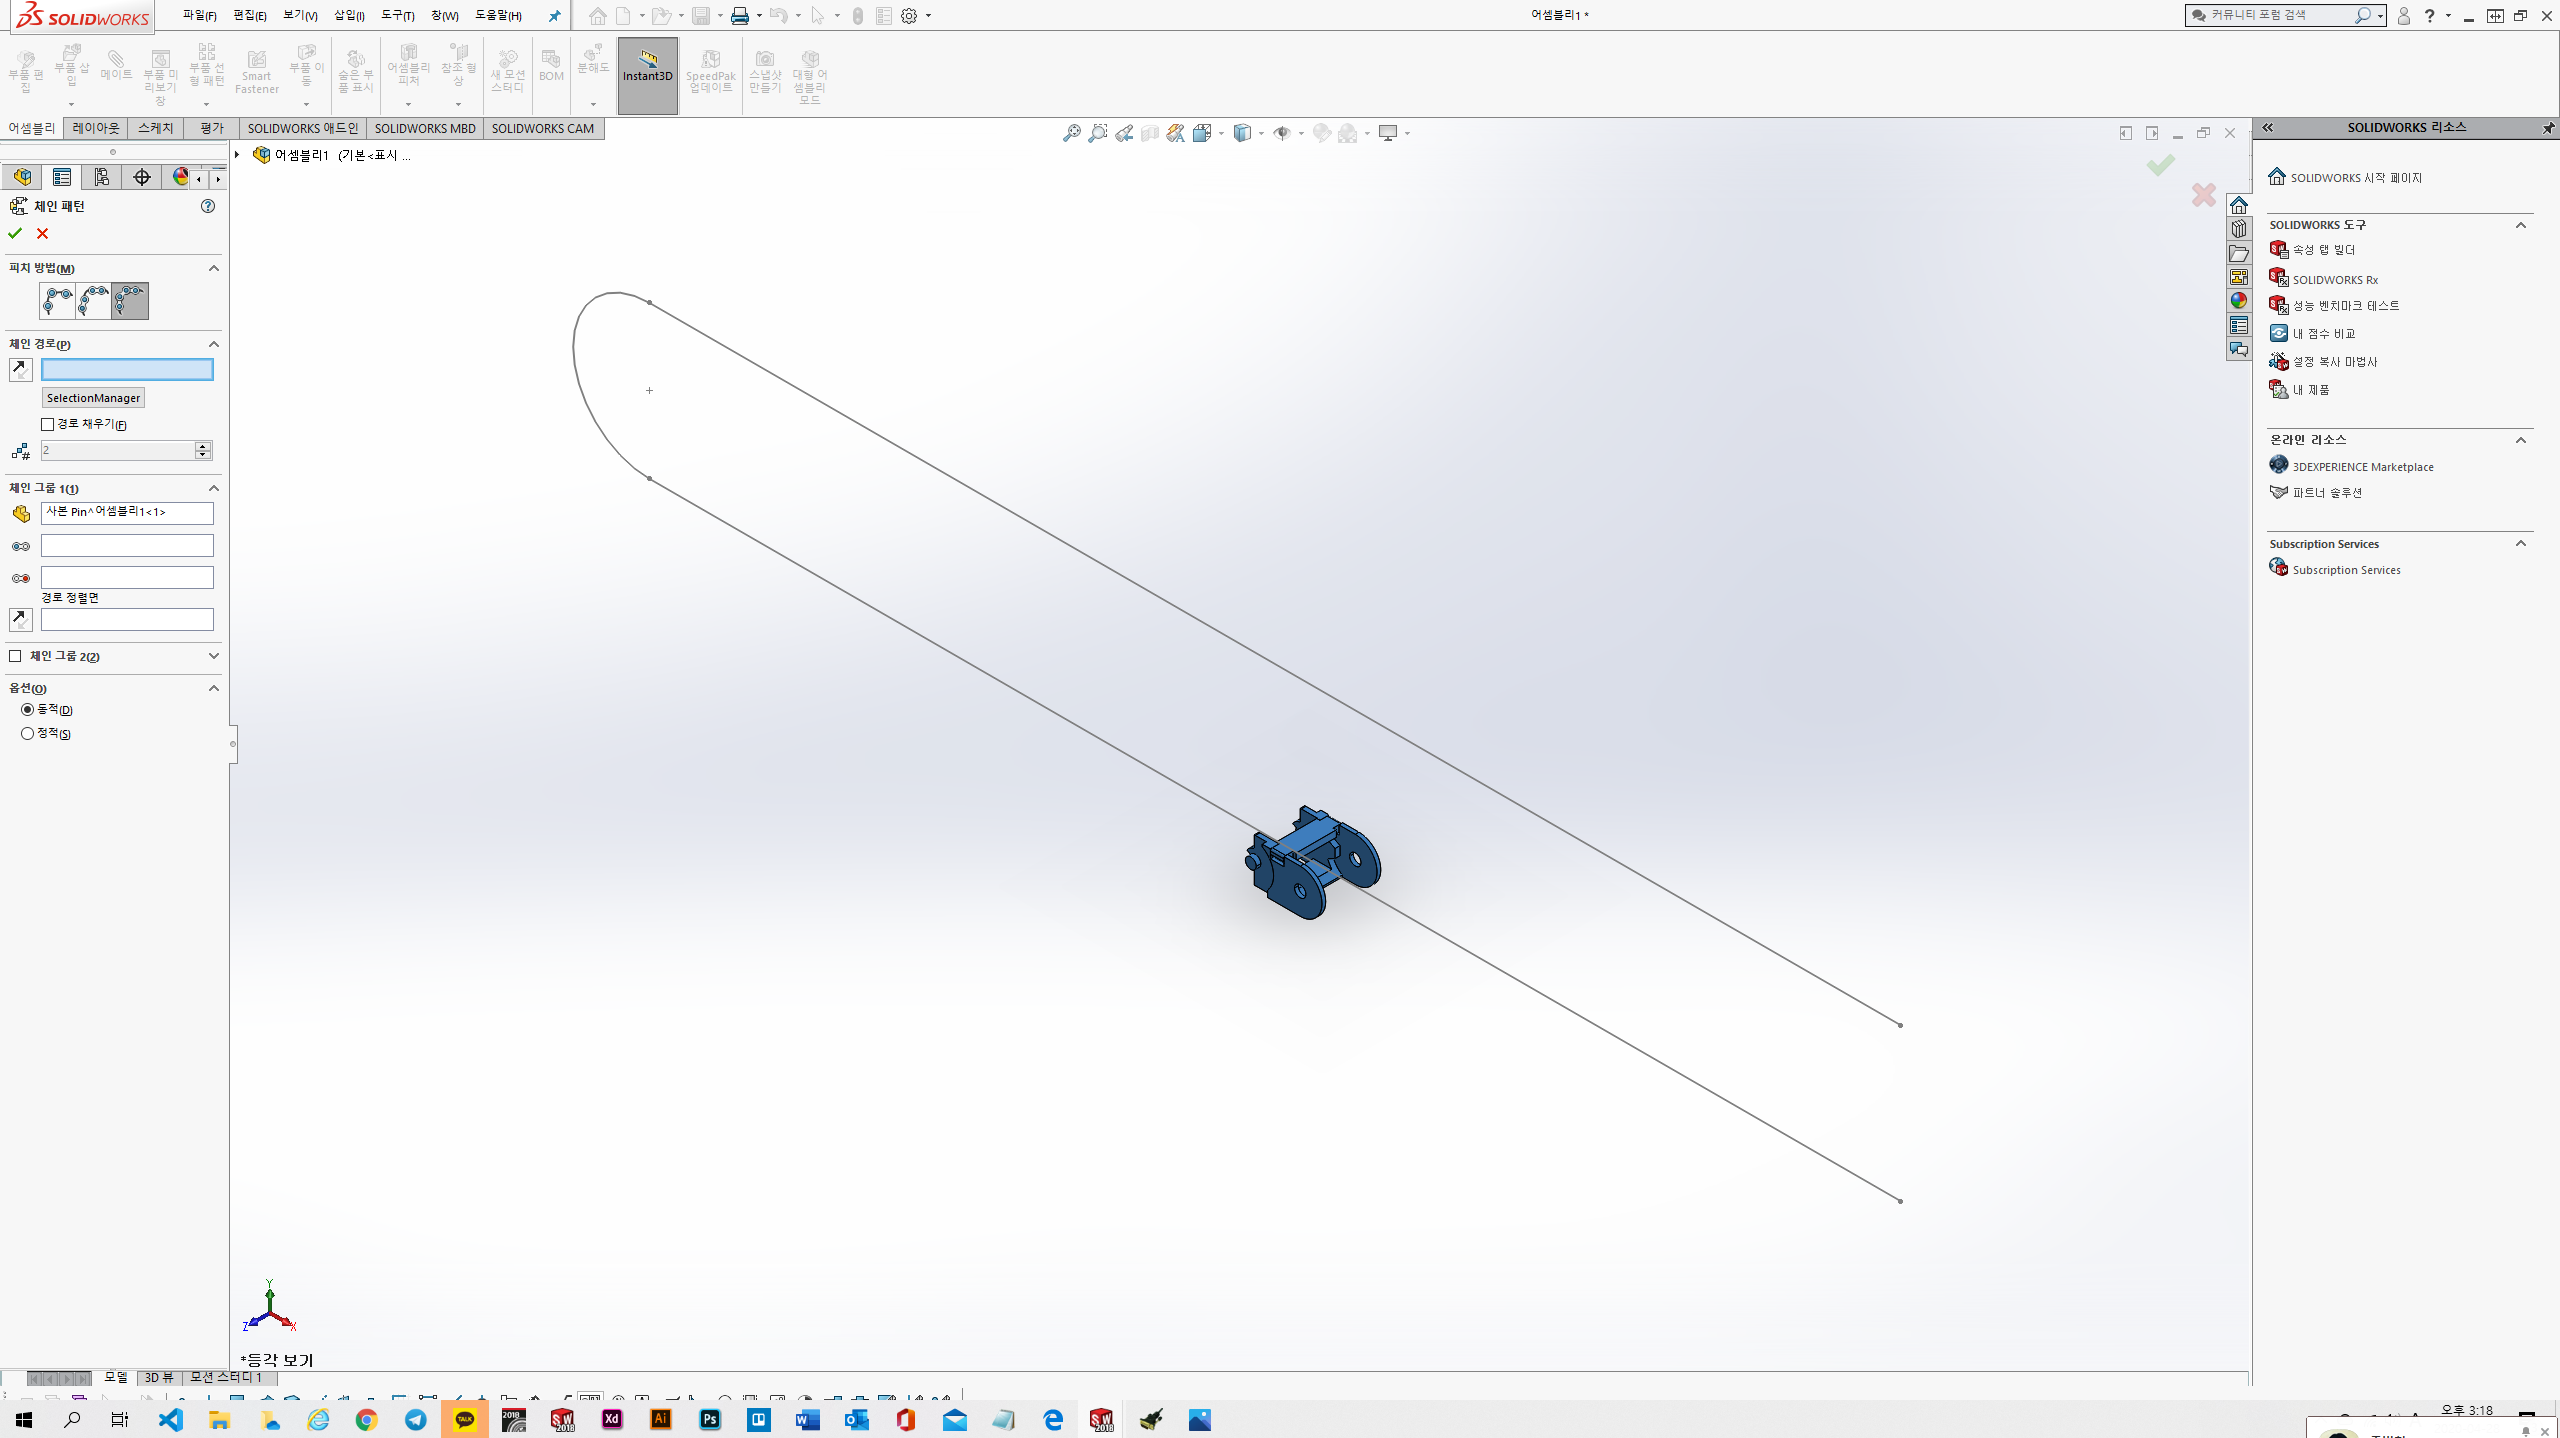 SOLIDWORKS 파일(F) 편집(E) 보기(V) 삽입(I) 도구(T) 창(W) 도움말(H) 어셈블리1 * 커뮤니티 포럼 검색
부품 편집
부품 삽입
메이트
부품 미리보기 창
부품 선형 패턴
Smart Fastener
부품 이동
숨은 부품 표시
어셈블리 피처
참조 형상
새 모션 스터디
BOM
분해도
Instant3D
SpeedPak 업데이트
스냅샷 만들기
대형 어셈블리 모드
어셈블리 레이아웃 스케치 평가 SOLIDWORKS 애드인 SOLIDWORKS MBD SOLIDWORKS CAM
어셈블리1 (기본<표시 ...
체인 패턴
피치 방법(M)
체인 경로(P)
SelectionManager
경로 채우기(F)
2
체인 그룹 1(1)
사본 Pin^어셈블리1<1>
경로 정렬면
체인 그룹 2(2)
옵션(O)
동적(D)
정적(S)
Y
Z
X
*등각 보기
모델 3D 뷰 모션 스터디 1
SOLIDWORKS 리소스
SOLIDWORKS 시작 페이지
SOLIDWORKS 도구
속성 탭 빌더
SOLIDWORKS Rx
성능 벤치마크 테스트
내 점수 비교
설정 복사 마법사
내 제품
온라인 리소스
3DEXPERIENCE Marketplace
파트너 솔루션
Subscription Services
Subscription Services
TALK 2018 SW 2018 Xd Ai Ps SW 2018
오후 3:18